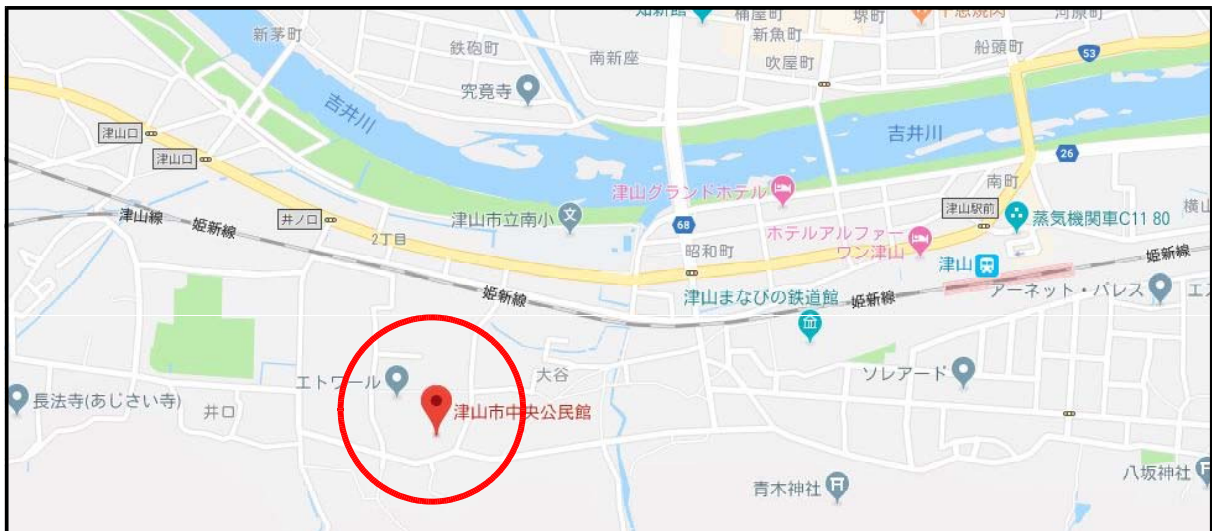 知新館
桶屋町
堺町
河原町
新茅町
鉄砲町
南新座
新魚町
船頭町
53
吹屋町
究竟寺
吉井川
吉井川
津山口
津山口
26
南町
津山グランドホテル
津山駅前
蒸気機関車C11 80
横山
津山線
姫新線
井ノ口
津山市立南小
文
68
2丁目
昭和町
ホテルアルファー
ワン津山
津山
姫新線
姫新線
津山まなびの鉄道館
姫新線
アーネット・パレス
エス
エトワール
大谷
ソレアード
長法寺(あじさい寺)
井口
津山市中央公民館
青木神社
八坂神社